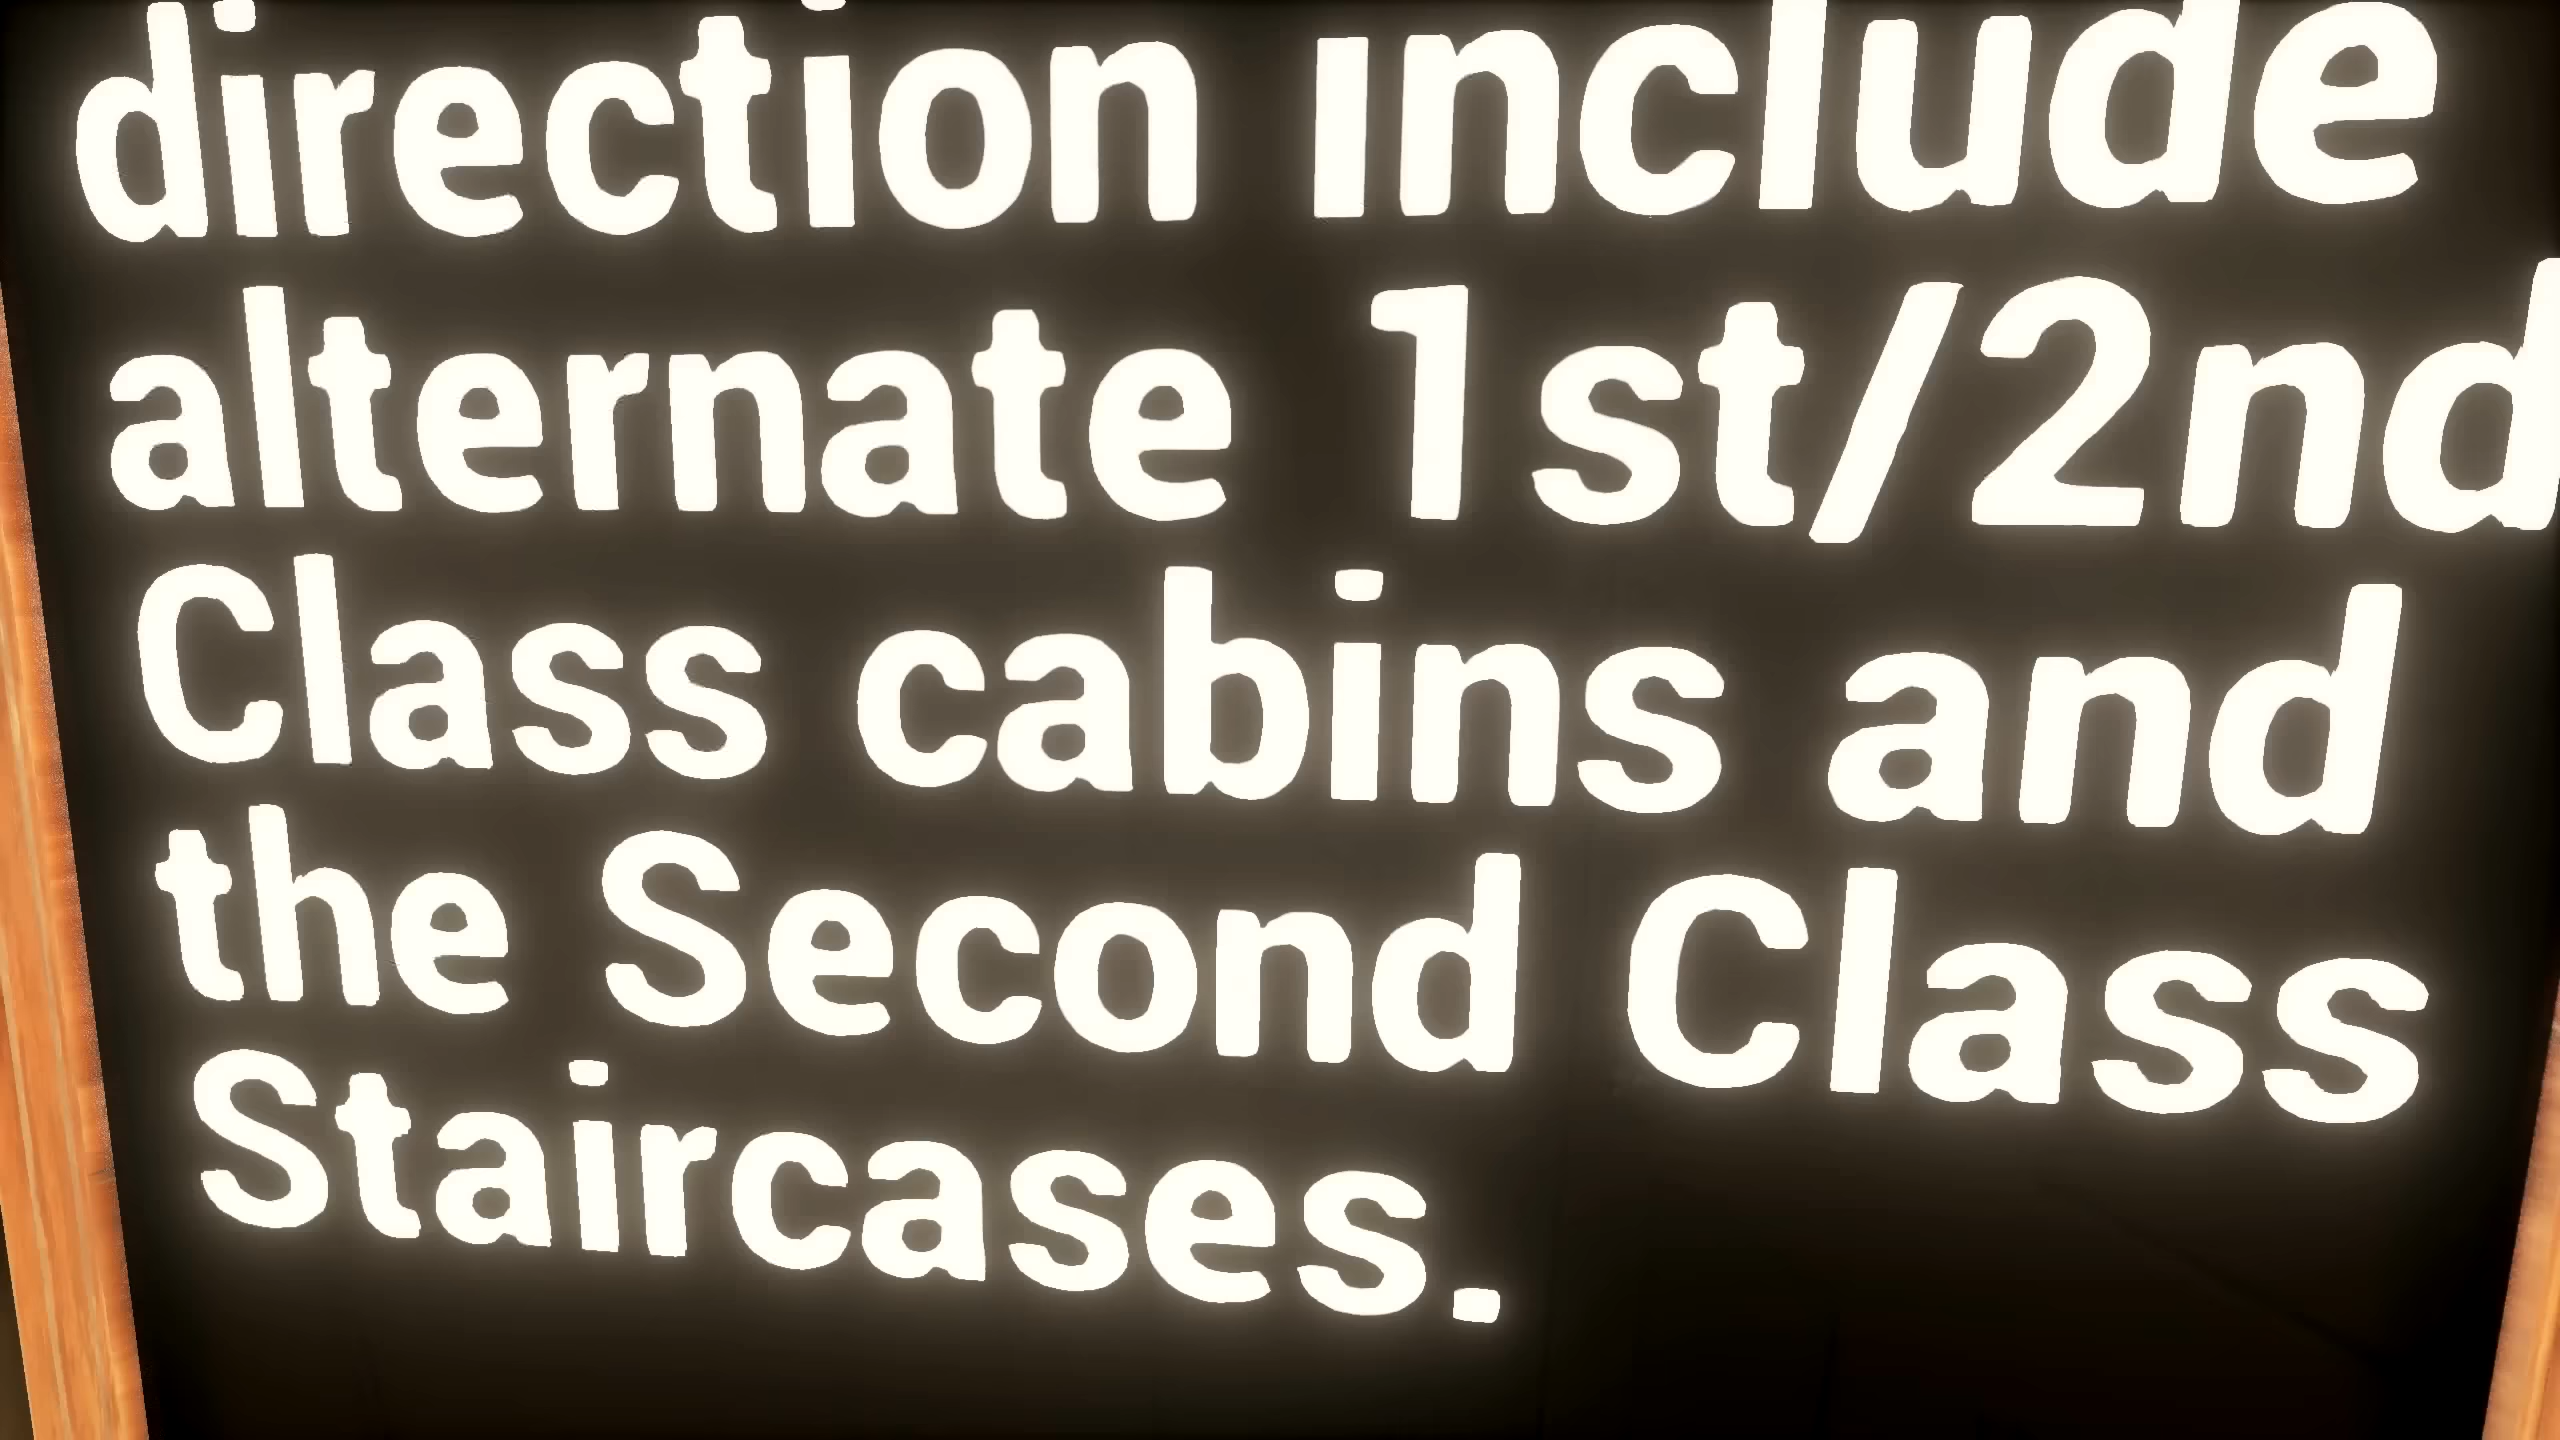 direction include
alternate 1st/2nd
Class cabins and
the Second Class
Staircases.